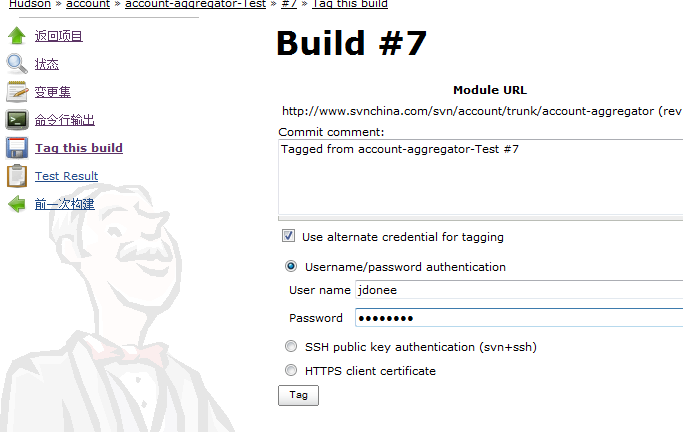 Hudson » account » account-aggregator-Test » #7 » Tag this build
返回项目
状态
变更集
命令行输出
Tag this build
Test Result
前一次构建
Build #7
Module URL
http://www.svnchina.com/svn/account/trunk/account-aggregator (rev
Commit comment:
Tagged from account-aggregator-Test #7
Use alternate credential for tagging
Username/password authentication
User name jdonee
Password ••••••••
SSH public key authentication (svn+ssh)
HTTPS client certificate
Tag